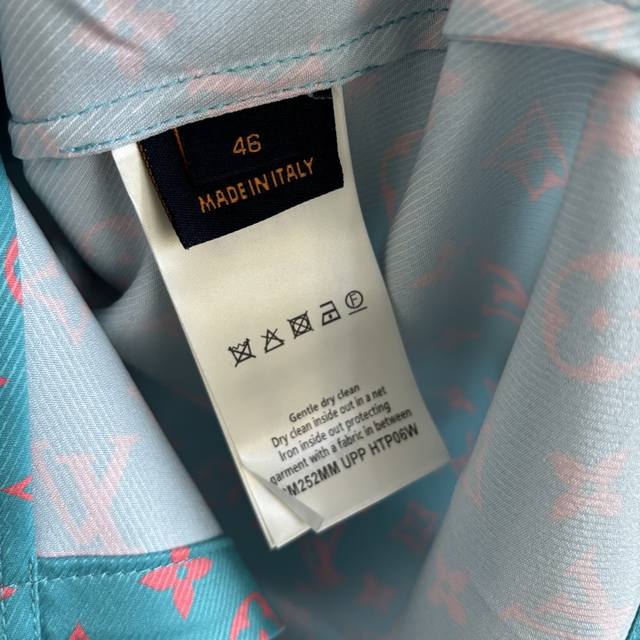 46
MADE IN ITALY
Gentle dry clean
Dry clean inside out in a net
Iron inside out protecting
garment with a fabric in between
M252MM UPP HTP06W